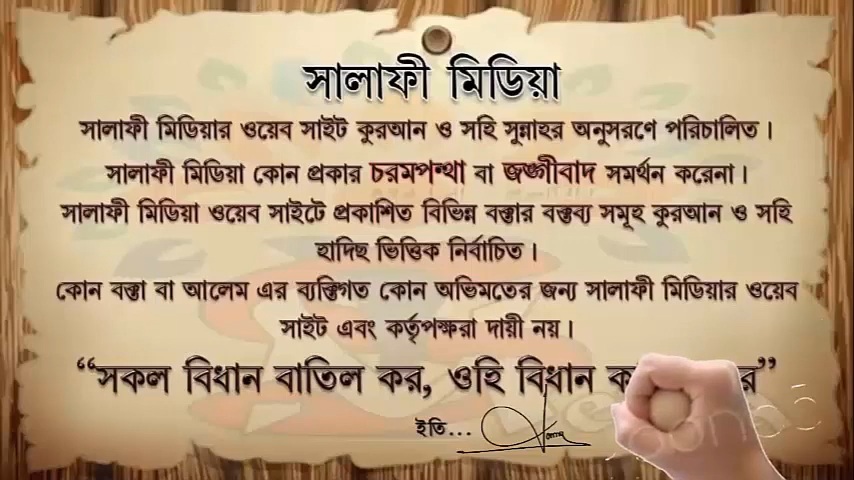 সালাফী মিডিয়া
সালাফী মিডিয়ার ওয়েব সাইট কুরআন ও সহি সুন্নাহর অনুসরণে পরিচালিত।
সালাফী মিডিয়া কোন প্রকার চরমপন্থা বা জঙ্গীবাদ সমর্থন করেনা।
সালাফী মিডিয়া ওয়েব সাইটে প্রকাশিত বিভিন্ন বক্তার বক্তব্য সমূহ কুরআন ও সহি
হাদিছ ভিত্তিক নির্বাচিত।
কোন বক্তা বা আলেম এর ব্যক্তিগত কোন অভিমতের জন্য সালাফী মিডিয়ার ওয়েব
সাইট এবং কর্তৃপক্ষরা দায়ী নয়।
“সকল বিধান বাতিল কর, ওহি বিধান
ইতি...